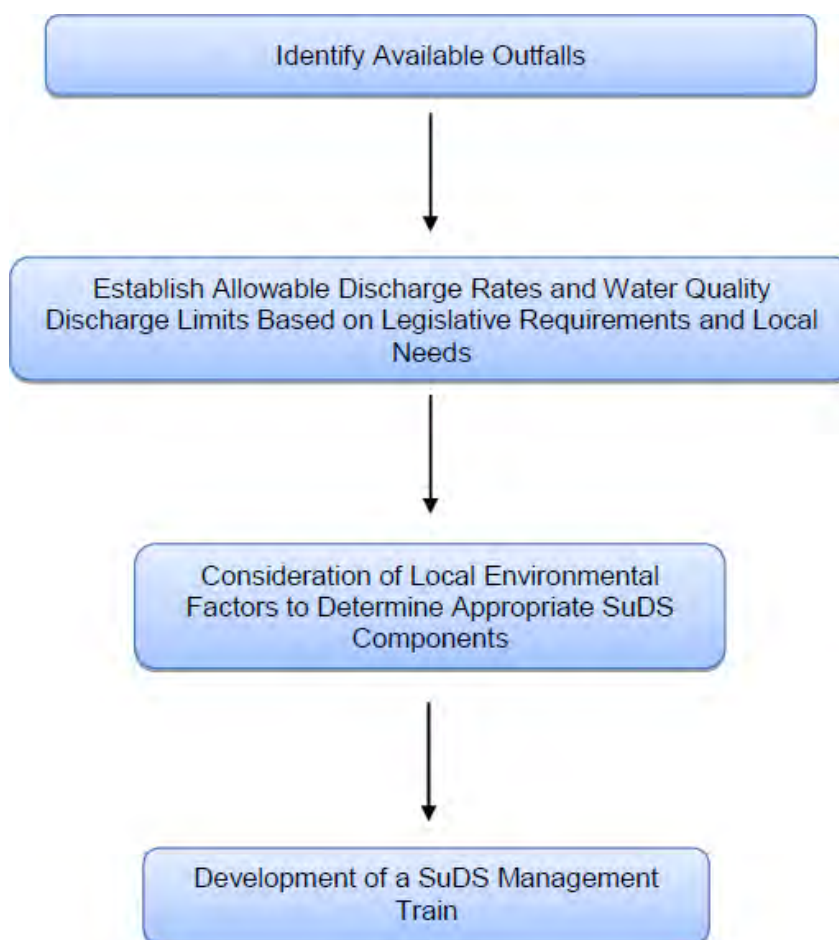 Identify Available Outfalls
Establish Allowable Discharge Rates and Water Quality
Discharge Limits Based on Legislative Requirements and Local
Needs
Consideration of Local Environmental
Factors to Determine Appropriate SuDS
Components
Development of a SuDS Management
Train